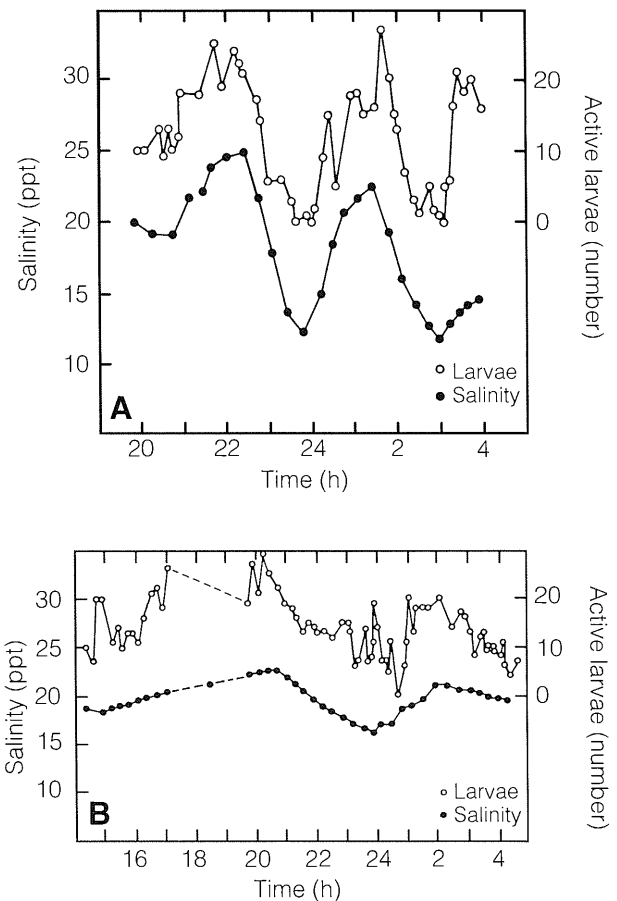 30
25
20
15
10
Salinity (ppt)
20
10
0
Active larvae (number)
Larvae
Salinity
A
20 22 24 2 4
Time (h)
30
25
20
15
10
Salinity (ppt)
20
10
0
Active larvae (number)
Larvae
Salinity
B
16 18 20 22 24 2 4
Time (h)